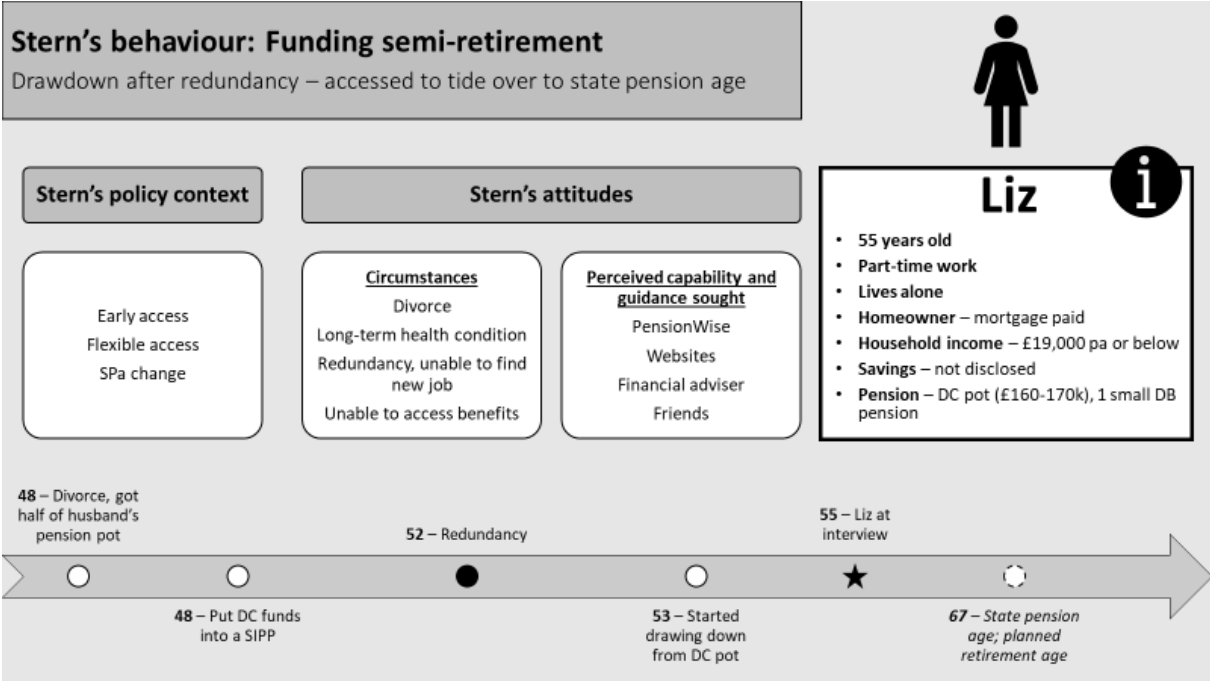 Stern's behaviour: Funding semi-retirement
Drawdown after redundancy – accessed to tide over to state pension age
Stern's policy context
Early access
Flexible access
SPa change
Stern's attitudes
Circumstances
Divorce
Long-term health condition
Redundancy, unable to find
new job
Unable to access benefits
Perceived capability and
guidance sought
PensionWise
Websites
Financial adviser
Friends
i
Liz
• 55 years old
• Part-time work
• Lives alone
• Homeowner – mortgage paid
• Household income – £19,000 pa or below
• Savings – not disclosed
• Pension – DC pot (£160-170k), 1 small DB
pension
48 – Divorce, got
half of husband's
pension pot
48 – Put DC funds
into a SIPP
52 – Redundancy
53 – Started
drawing down
from DC pot
55 – Liz at
interview
67 – State pension
age; planned
retirement age